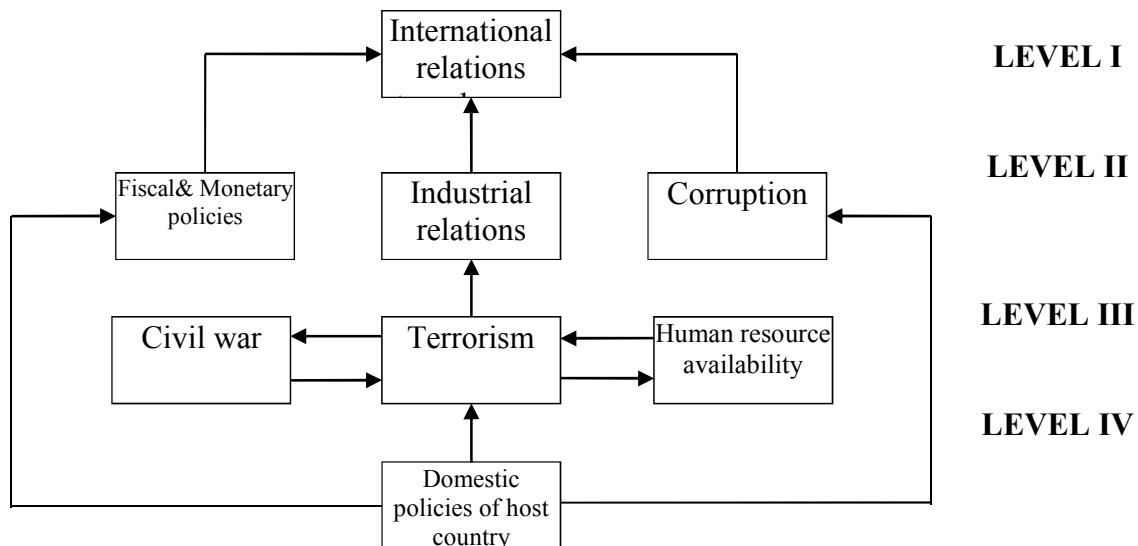 International
relations
LEVEL I
LEVEL II
Fiscal& Monetary
policies
Industrial
relations
Corruption
LEVEL III
Civil war
Terrorism
Human resource
availability
LEVEL IV
Domestic
policies of host
country